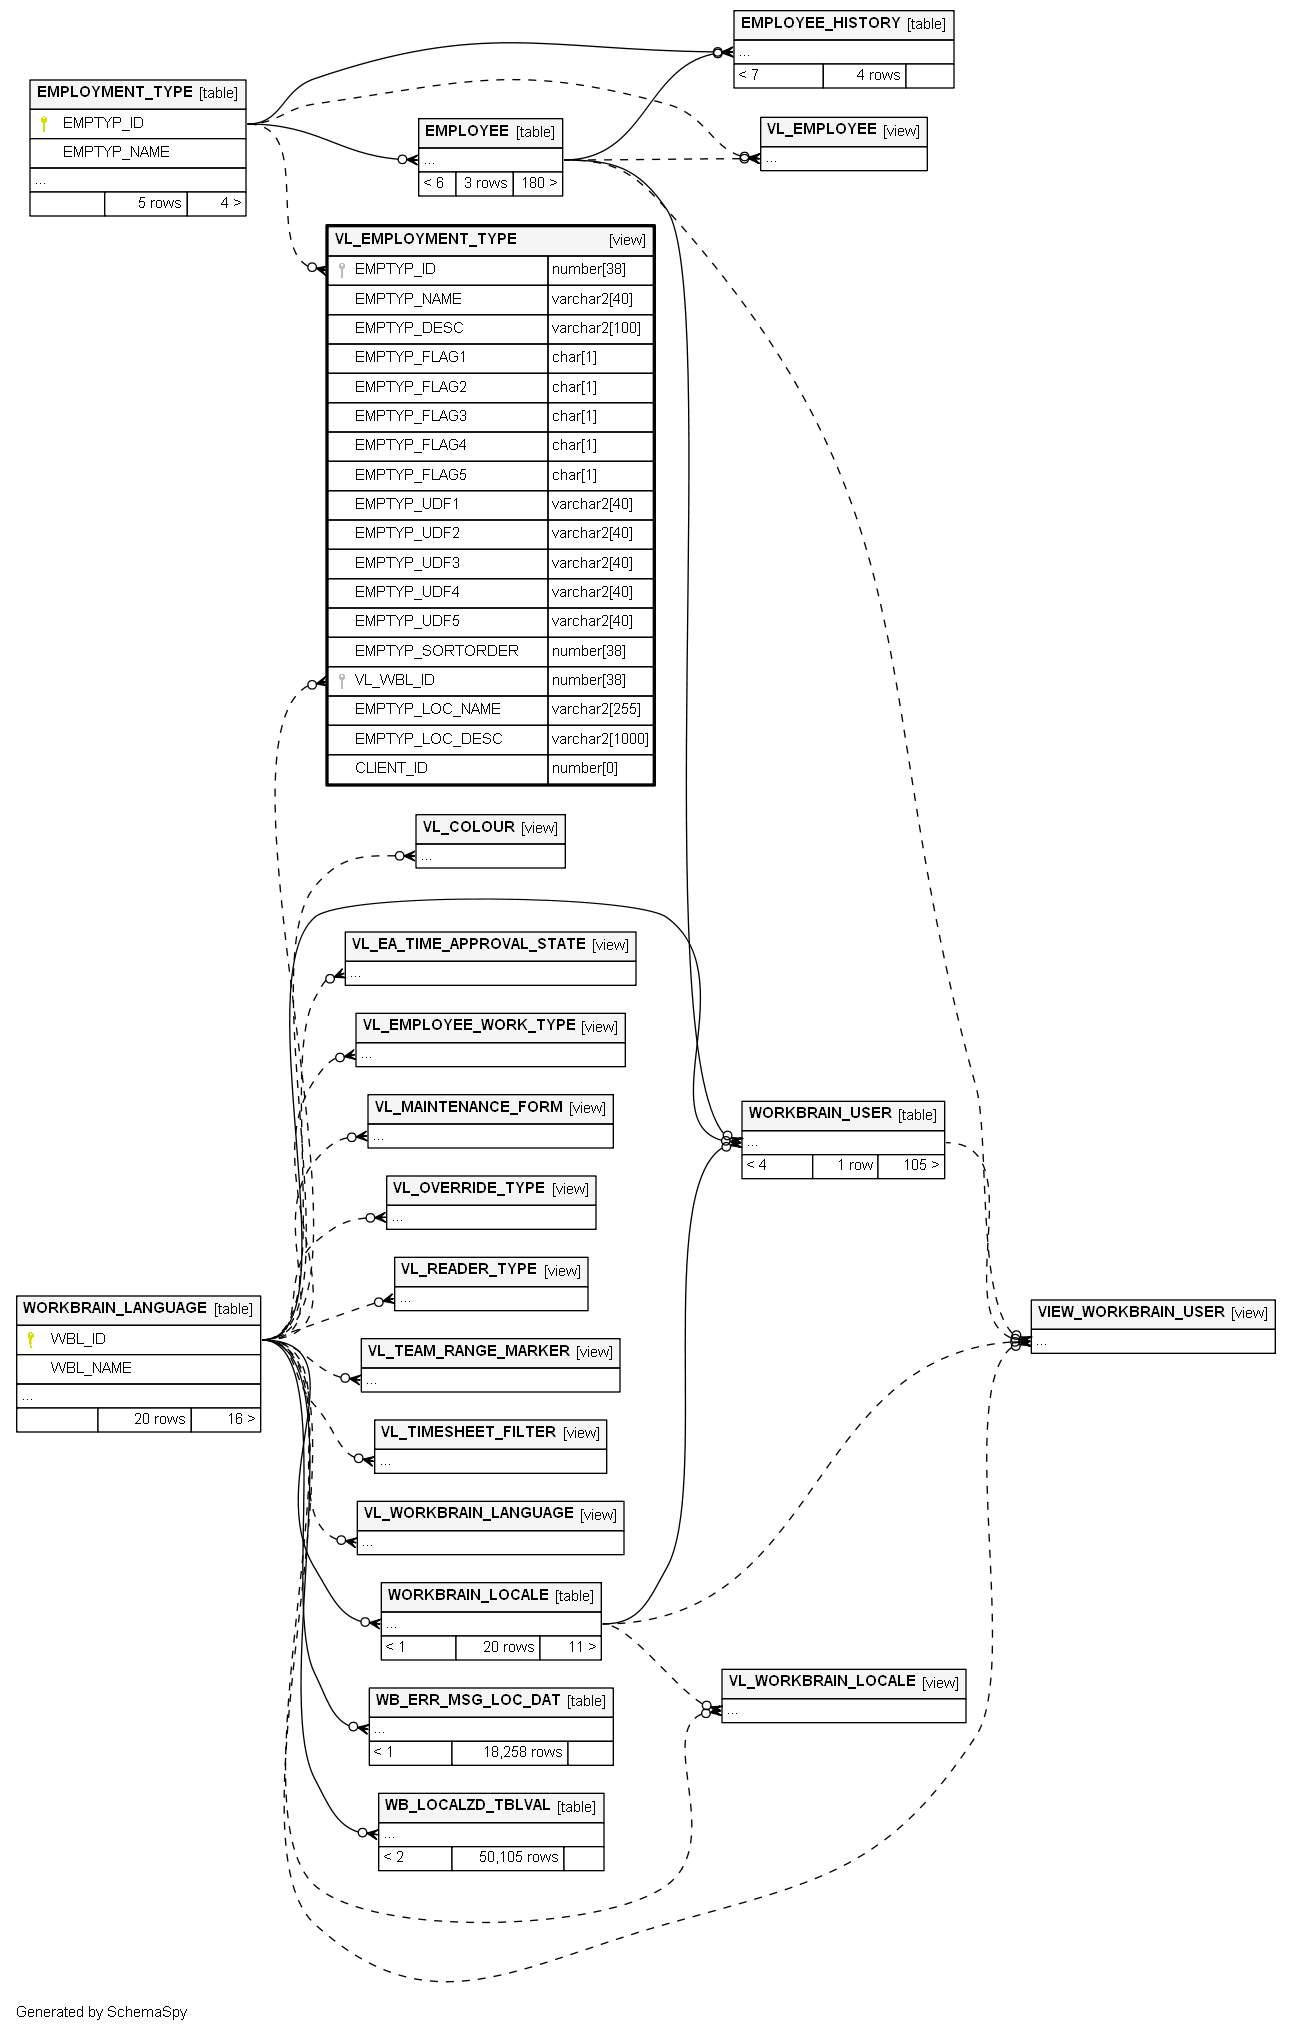 EMPLOYEE_HISTORY [table]
...
< 7 4 rows
EMPLOYMENT_TYPE [table]
EMPTYP_ID
EMPTYP_NAME
...
5 rows 4 >
EMPLOYEE [table]
...
< 6 3 rows 180 >
VL_EMPLOYEE [view]
...
VL_EMPLOYMENT_TYPE [view]
EMPTYP_ID number[38]
EMPTYP_NAME varchar2[40]
EMPTYP_DESC varchar2[100]
EMPTYP_FLAG1 char[1]
EMPTYP_FLAG2 char[1]
EMPTYP_FLAG3 char[1]
EMPTYP_FLAG4 char[1]
EMPTYP_FLAG5 char[1]
EMPTYP_UDF1 varchar2[40]
EMPTYP_UDF2 varchar2[40]
EMPTYP_UDF3 varchar2[40]
EMPTYP_UDF4 varchar2[40]
EMPTYP_UDF5 varchar2[40]
EMPTYP_SORTORDER number[38]
VL_WBL_ID number[38]
EMPTYP_LOC_NAME varchar2[255]
EMPTYP_LOC_DESC varchar2[1000]
CLIENT_ID number[0]
VL_COLOUR [view]
...
VL_EA_TIME_APPROVAL_STATE [view]
...
VL_EMPLOYEE_WORK_TYPE [view]
...
VL_MAINTENANCE_FORM [view]
...
WORKBRAIN_USER [table]
...
< 4 1 row 105 >
VL_OVERRIDE_TYPE [view]
...
VL_READER_TYPE [view]
...
WORKBRAIN_LANGUAGE [table]
WBL_ID
WBL_NAME
...
20 rows 16 >
VIEW_WORKBRAIN_USER [view]
...
VL_TEAM_RANGE_MARKER [view]
...
VL_TIMESHEET_FILTER [view]
...
VL_WORKBRAIN_LANGUAGE [view]
...
WORKBRAIN_LOCALE [table]
...
< 1 20 rows 11 >
VL_WORKBRAIN_LOCALE [view]
...
WB_ERR_MSG_LOC_DAT [table]
...
< 1 18,258 rows
WB_LOCALZD_TBLVAL [table]
...
< 2 50,105 rows
Generated by SchemaSpy